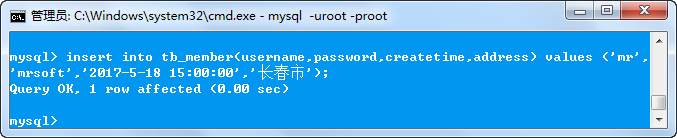 管理员: C:\Windows\system32\cmd.exe - mysql  -uroot -proot
mysql> insert into tb_member(username,password,createtime,address) values ('mr',
'mrsoft','2017-5-18 15:00:00','长春市');
Query OK, 1 row affected (0.00 sec)
mysql>